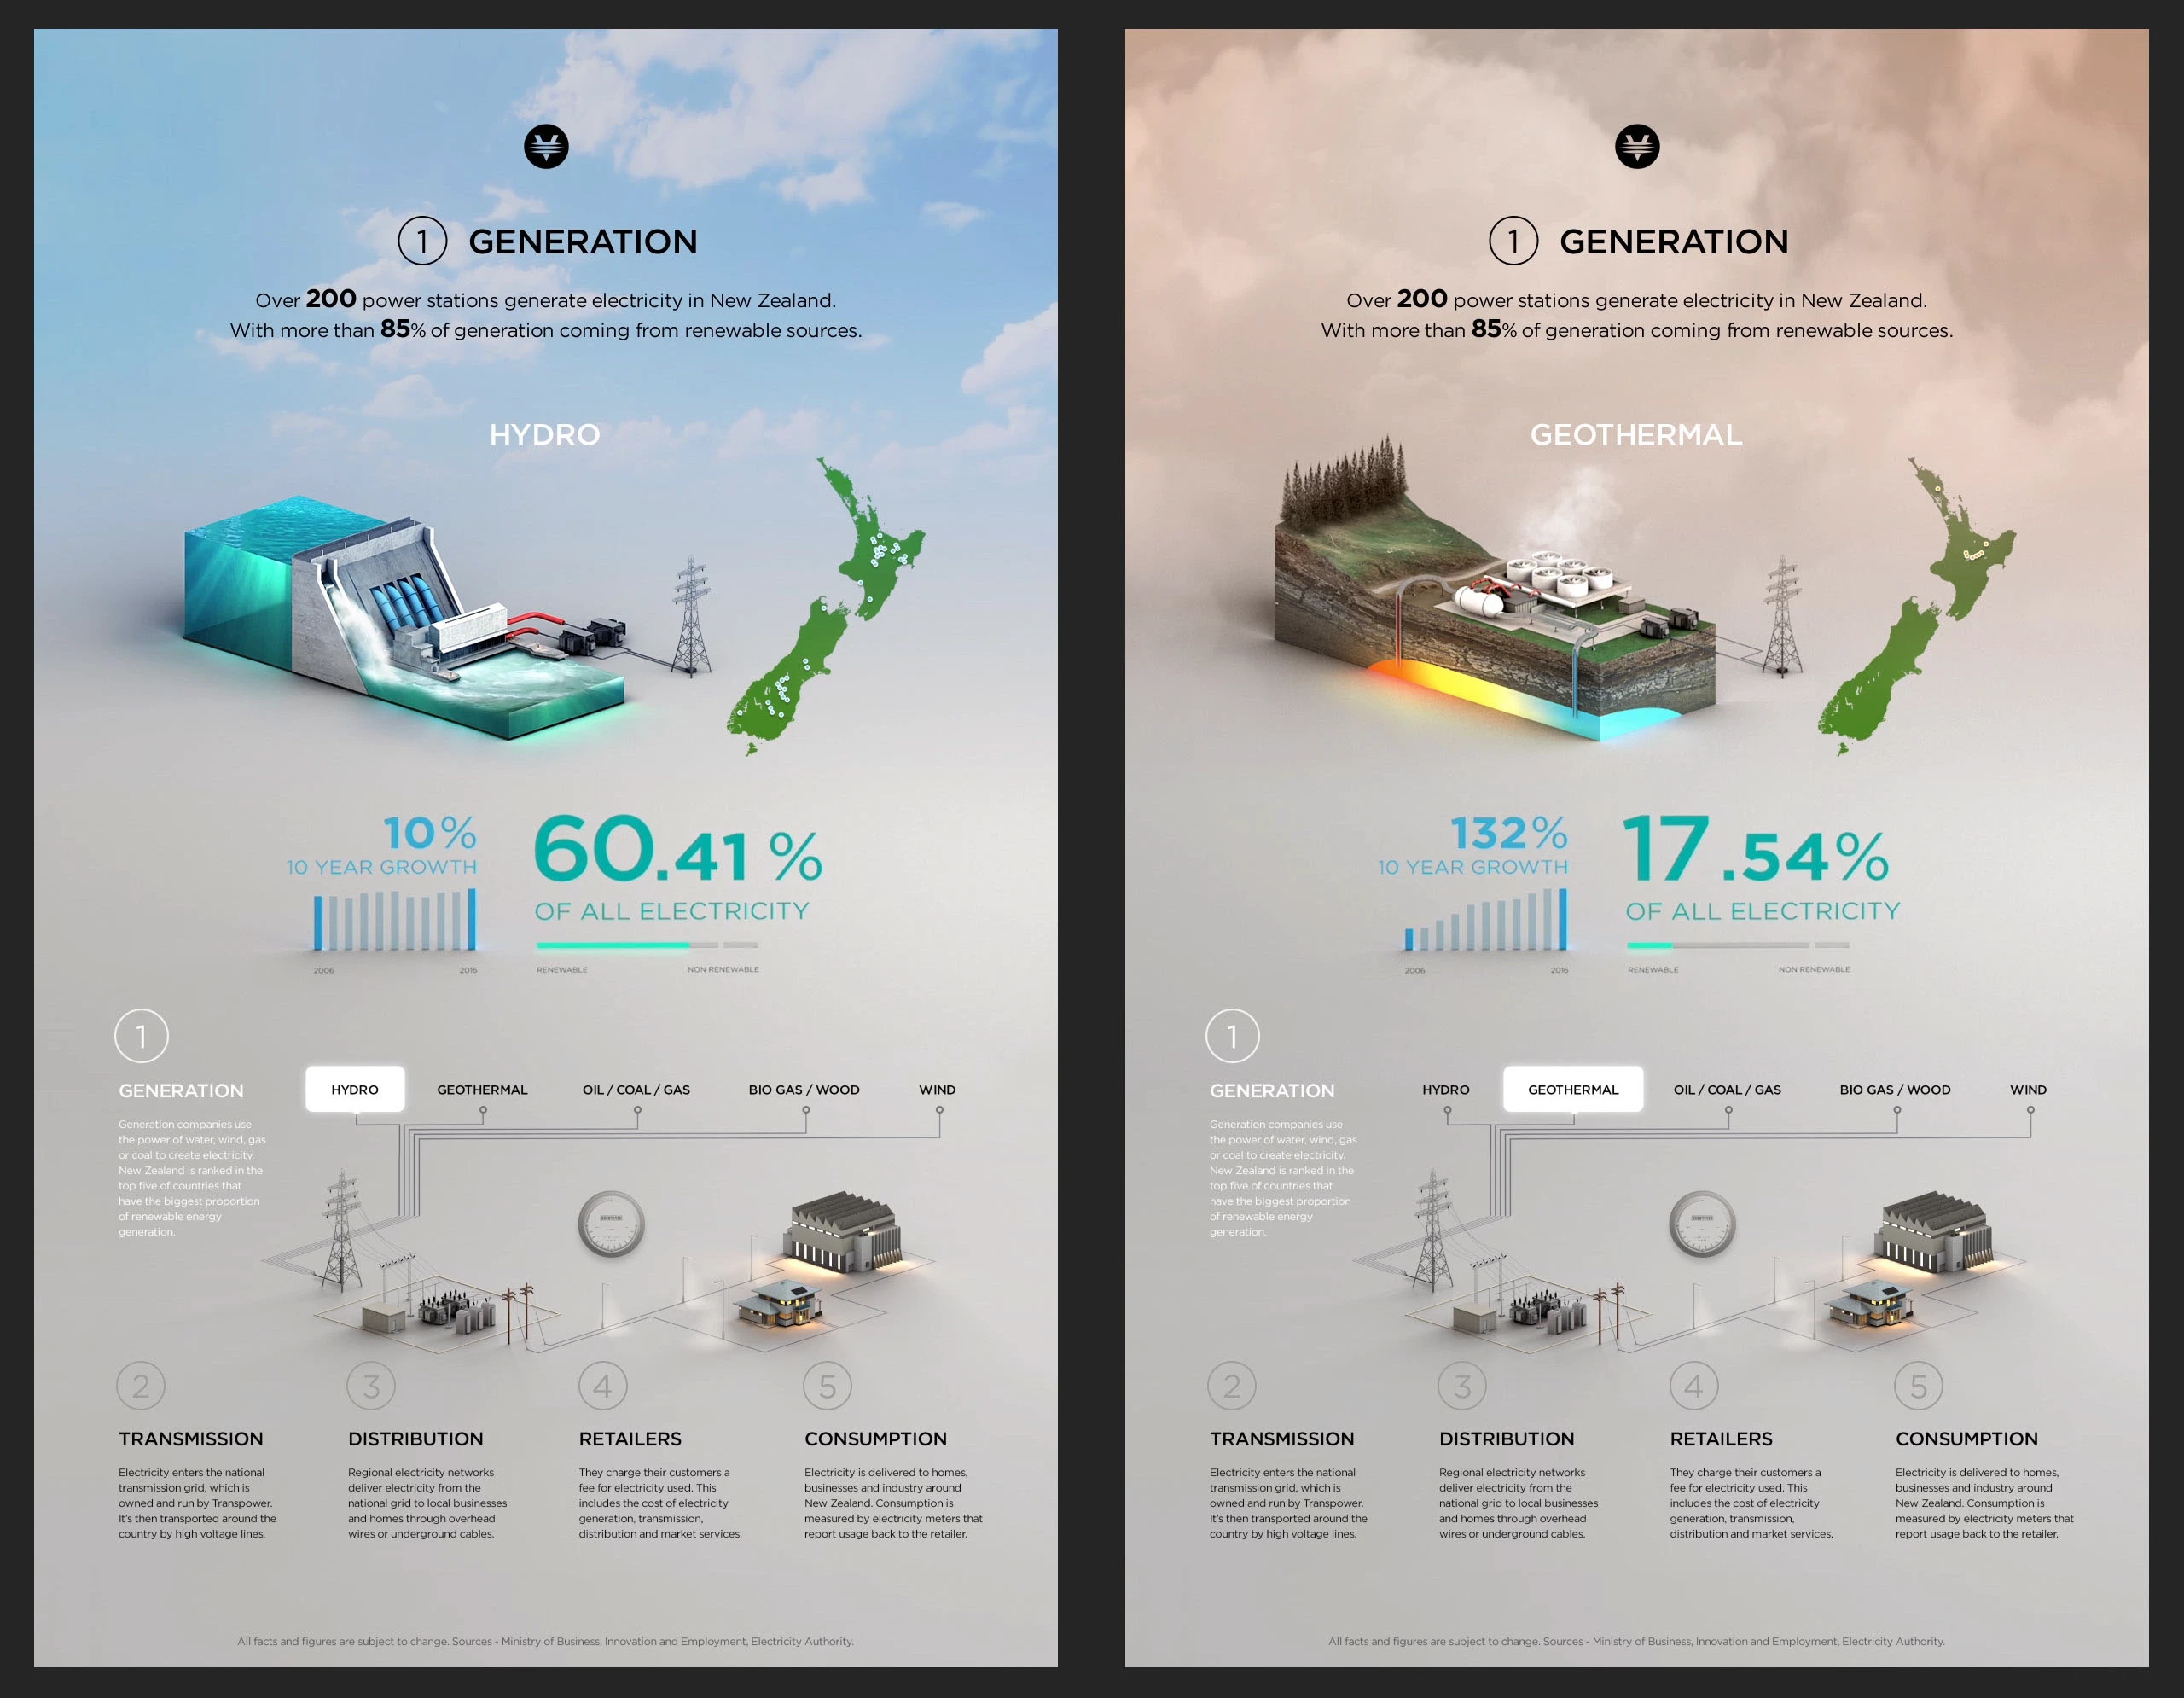 1 GENERATION
Over 200 power stations generate electricity in New Zealand.
With more than 85% of generation coming from renewable sources.
HYDRO
10%
10 YEAR GROWTH
2006 2016
60.41 %
OF ALL ELECTRICITY
RENEWABLE NON RENEWABLE
1
GENERATION
Generation companies use
the power of water, wind, gas
or coal to create electricity.
New Zealand is ranked in the
top five of countries that
have the biggest proportion
of renewable energy
generation.
HYDRO GEOTHERMAL OIL / COAL / GAS BIO GAS / WOOD WIND
2
TRANSMISSION
Electricity enters the national
transmission grid, which is
owned and run by Transpower.
It's then transported around the
country by high voltage lines.
3
DISTRIBUTION
Regional electricity networks
deliver electricity from the
national grid to local businesses
and homes through overhead
wires or underground cables.
4
RETAILERS
They charge their customers a
fee for electricity used. This
includes the cost of electricity
generation, transmission,
distribution and market services.
5
CONSUMPTION
Electricity is delivered to homes,
businesses and industry around
New Zealand. Consumption is
measured by electricity meters that
report usage back to the retailer.
All facts and figures are subject to change. Sources - Ministry of Business, Innovation and Employment, Electricity Authority.
1 GENERATION
Over 200 power stations generate electricity in New Zealand.
With more than 85% of generation coming from renewable sources.
GEOTHERMAL
132%
10 YEAR GROWTH
2006 2016
17.54%
OF ALL ELECTRICITY
RENEWABLE NON RENEWABLE
1
GENERATION
Generation companies use
the power of water, wind, gas
or coal to create electricity.
New Zealand is ranked in the
top five of countries that
have the biggest proportion
of renewable energy
generation.
HYDRO GEOTHERMAL OIL / COAL / GAS BIO GAS / WOOD WIND
2
TRANSMISSION
Electricity enters the national
transmission grid, which is
owned and run by Transpower.
It's then transported around the
country by high voltage lines.
3
DISTRIBUTION
Regional electricity networks
deliver electricity from the
national grid to local businesses
and homes through overhead
wires or underground cables.
4
RETAILERS
They charge their customers a
fee for electricity used. This
includes the cost of electricity
generation, transmission,
distribution and market services.
5
CONSUMPTION
Electricity is delivered to homes,
businesses and industry around
New Zealand. Consumption is
measured by electricity meters that
report usage back to the retailer.
All facts and figures are subject to change. Sources - Ministry of Business, Innovation and Employment, Electricity Authority.